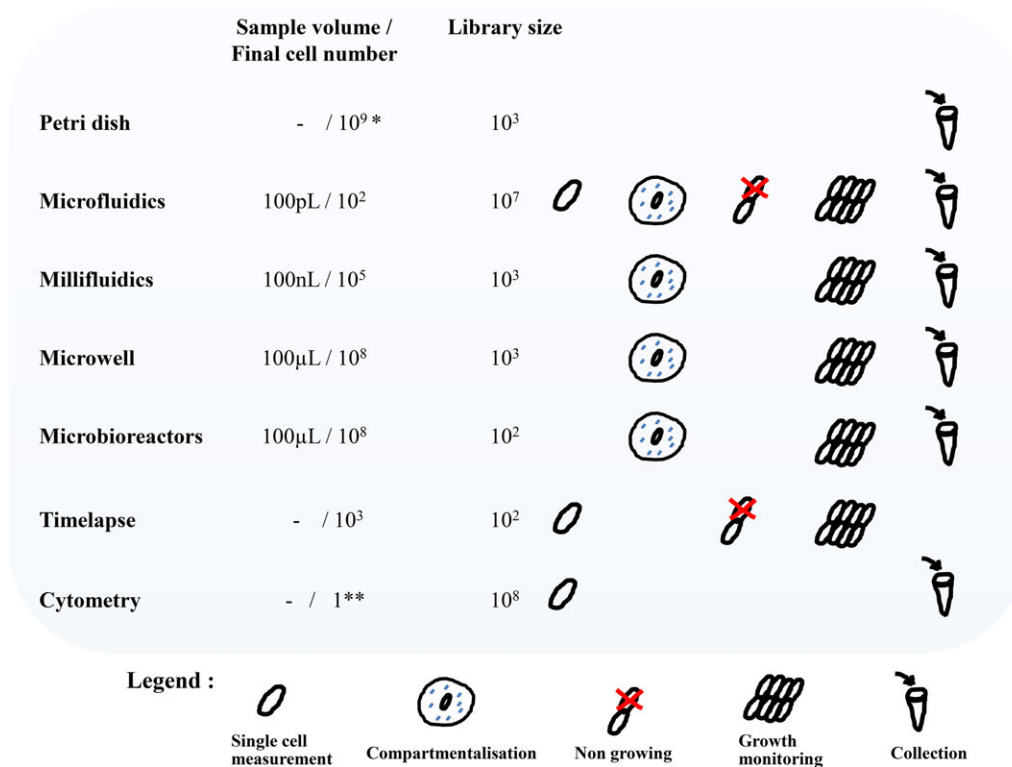 Sample volume / Library size
Final cell number
Petri dish - / 10⁹ * 10³
Microfluidics 100pL / 10² 10⁷
Millifluidics 100nL / 10⁵ 10³
Microwell 100μL / 10⁸ 10³
Microbioreactors 100μL / 10⁸ 10²
Timelapse - / 10³ 10²
Cytometry - / 1** 10⁸
Legend :
Single cell Compartmentalisation Non growing Growth Collection
measurement monitoring